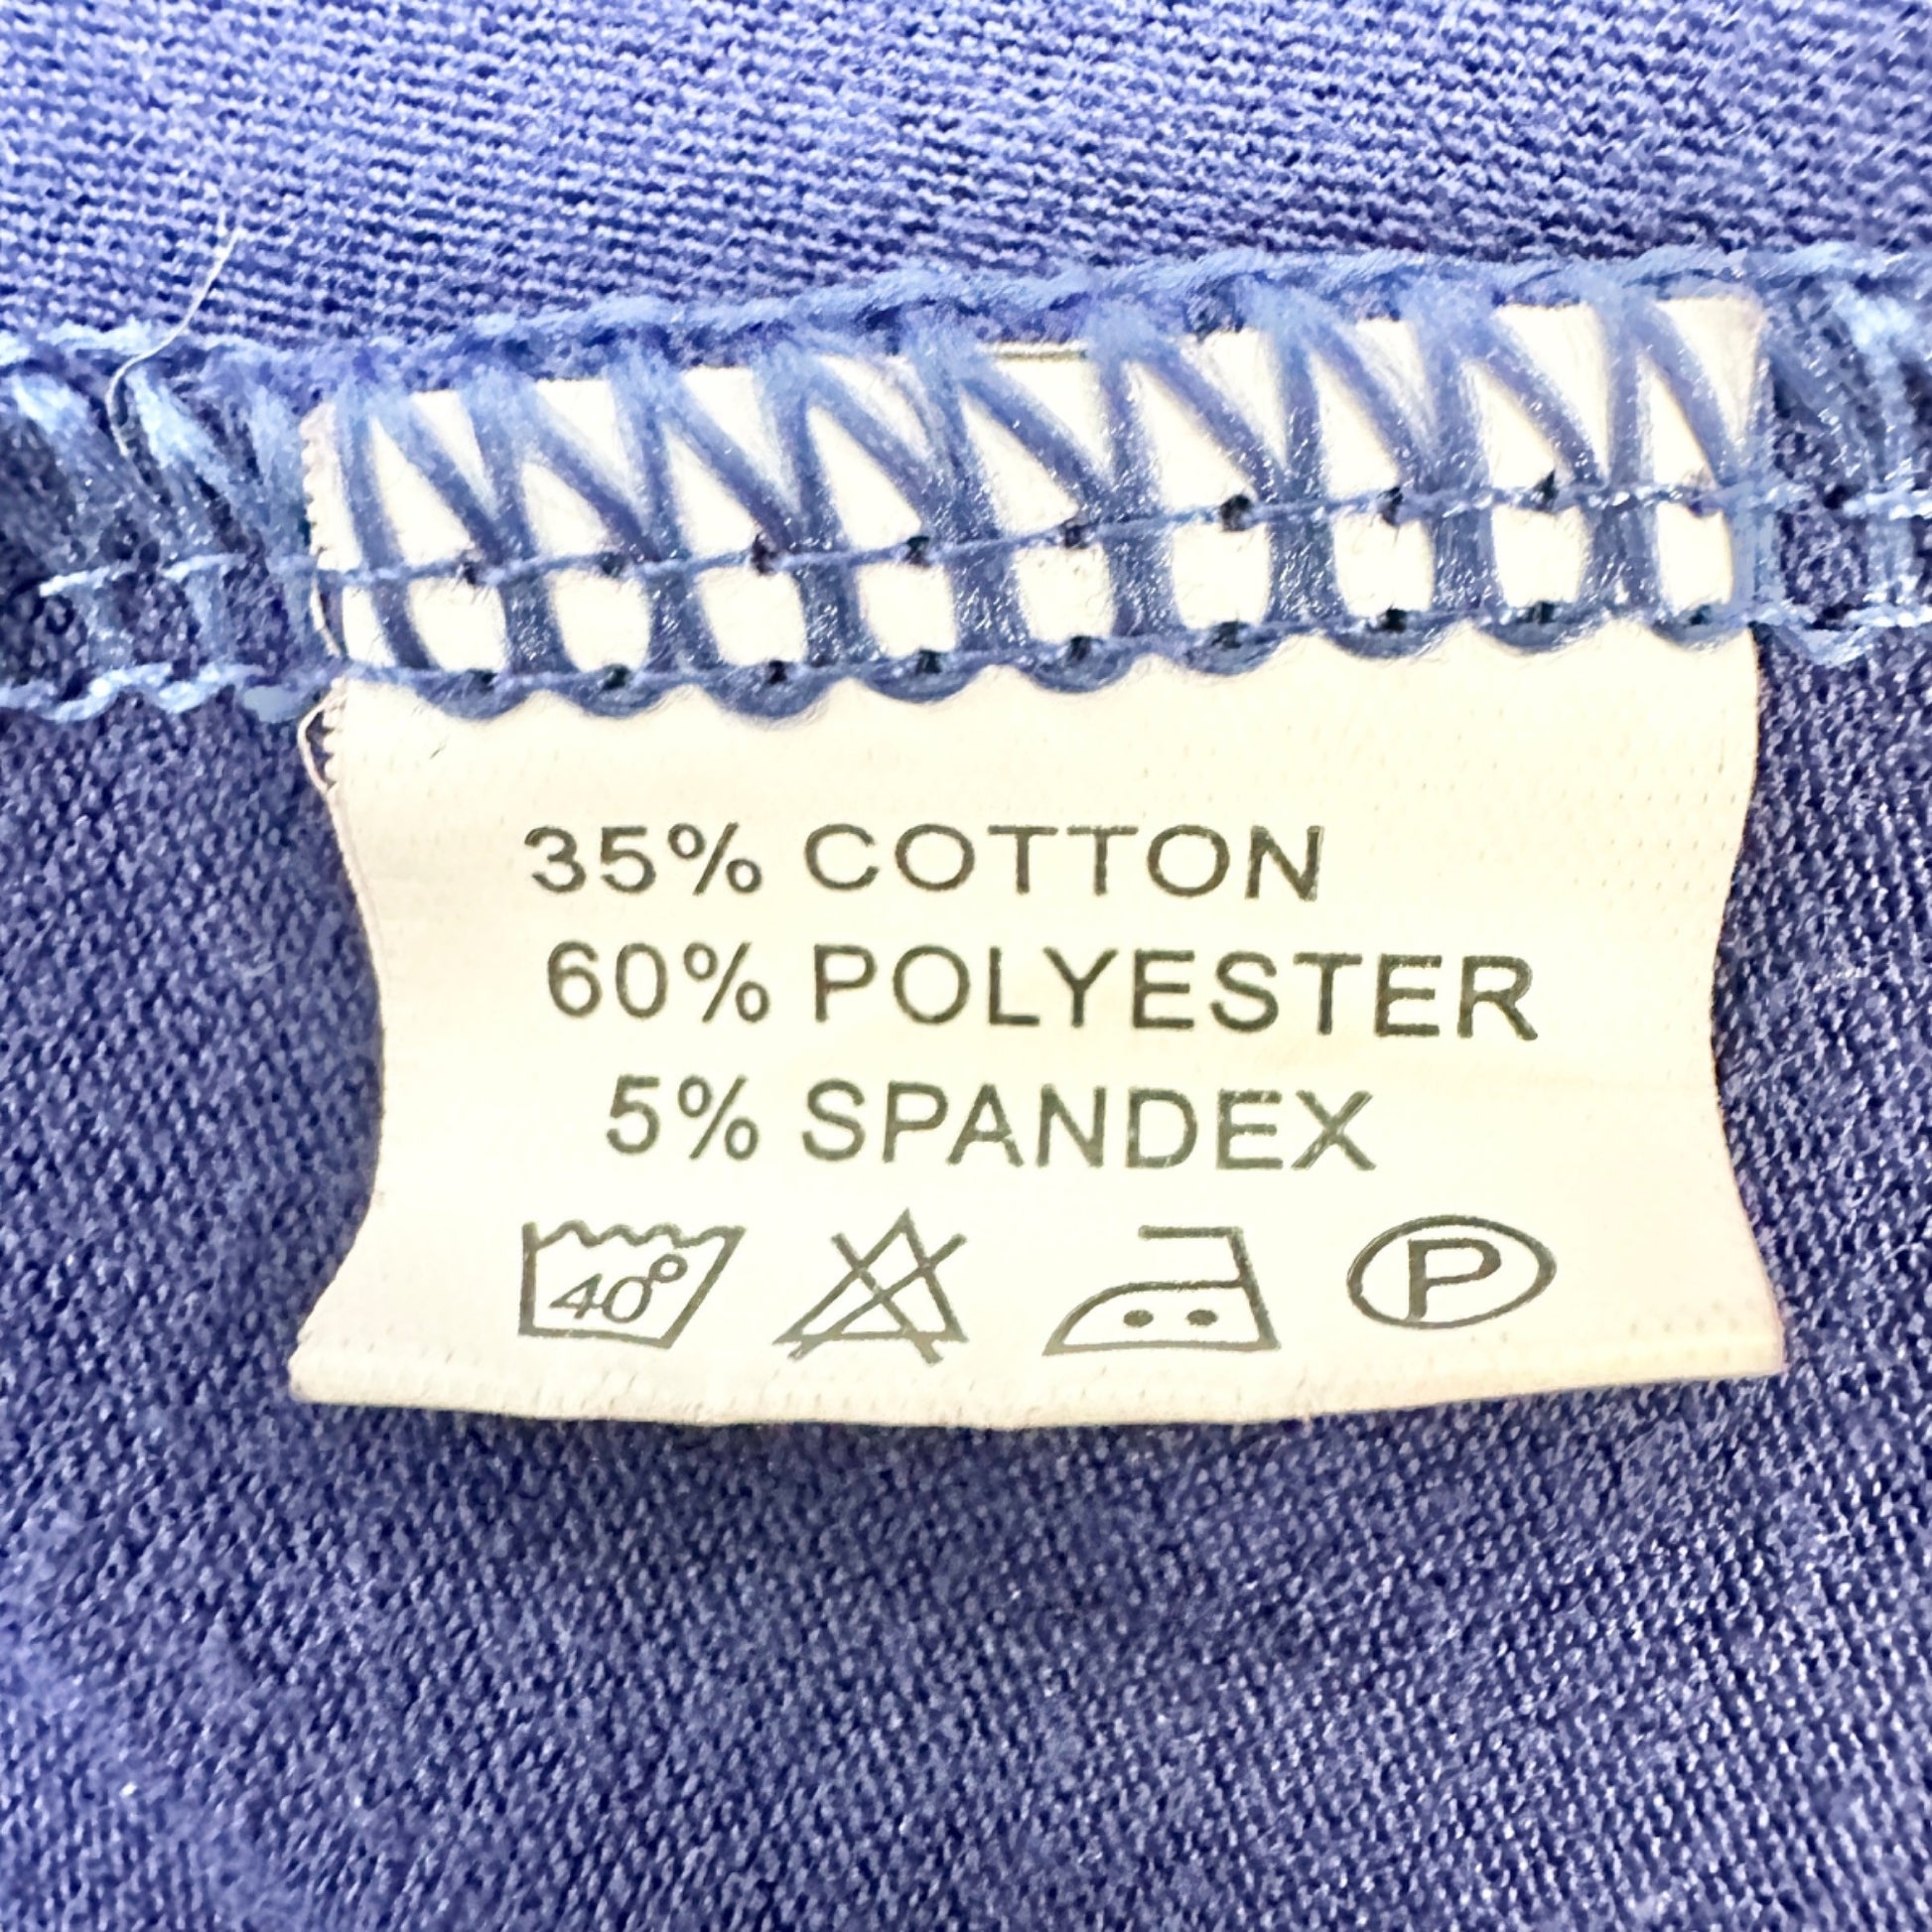 35% COTTON
60% POLYESTER
5% SPANDEX
40° P